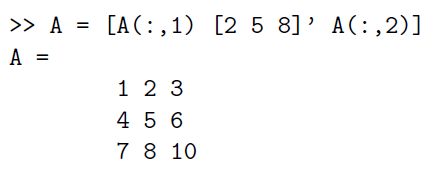 >> A = [A(:,1) [2 5 8]’ A(:,2)]
A =
1 2 3
4 5 6
7 8 10